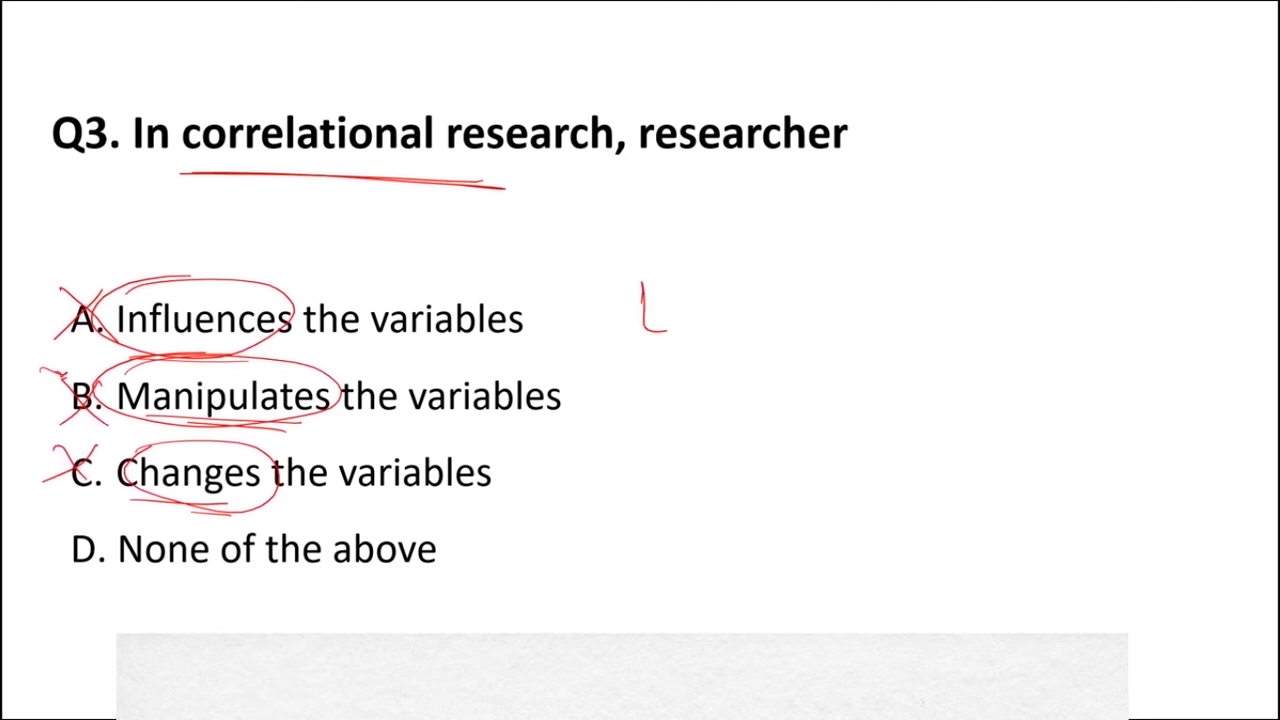 Q3. In correlational research, researcher
A. Influences the variables
L
B. Manipulates the variables
C. Changes the variables
D. None of the above